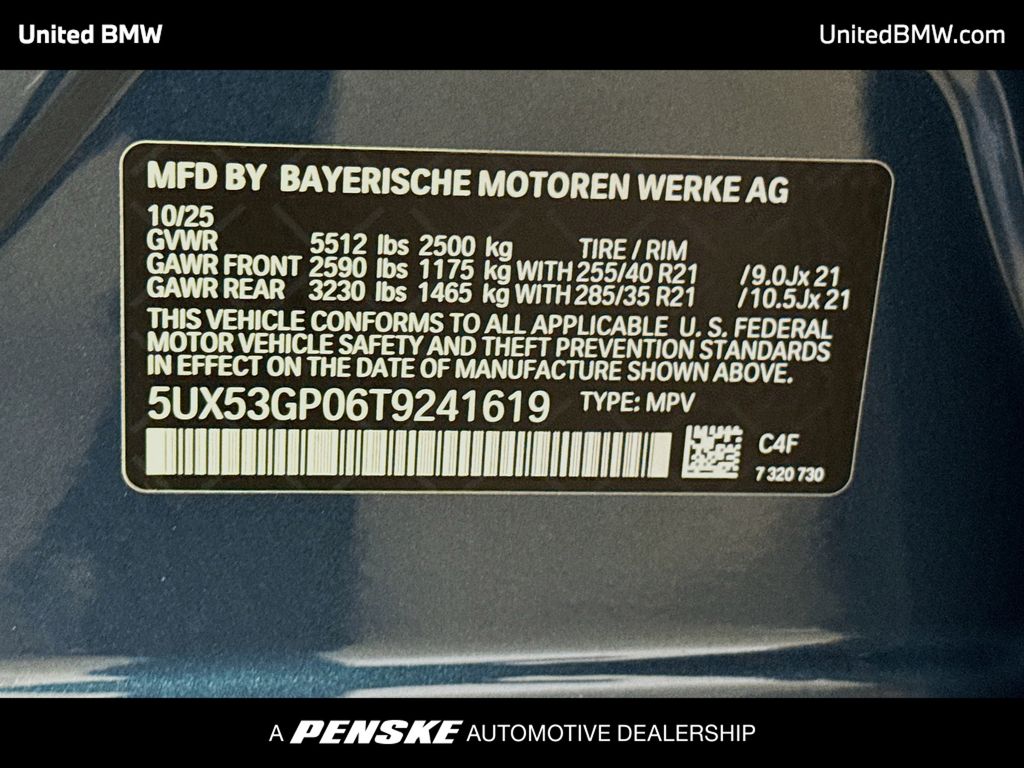 United BMW
UnitedBMW.com
MFD BY BAYERISCHE MOTOREN WERKE AG
10/25
GVWR 5512 lbs 2500 kg TIRE / RIM
GAWR FRONT 2590 lbs 1175 kg WITH 255/40 R21 /9.0Jx 21
GAWR REAR 3230 lbs 1465 kg WITH 285/35 R21 /10.5Jx 21
THIS VEHICLE CONFORMS TO ALL APPLICABLE U. S. FEDERAL
MOTOR VEHICLE SAFETY AND THEFT PREVENTION STANDARDS
IN EFFECT ON THE DATE OF MANUFACTURE SHOWN ABOVE.
5UX53GP06T9241619 TYPE: MPV
C4F
7 320 730
A PENSKE AUTOMOTIVE DEALERSHIP